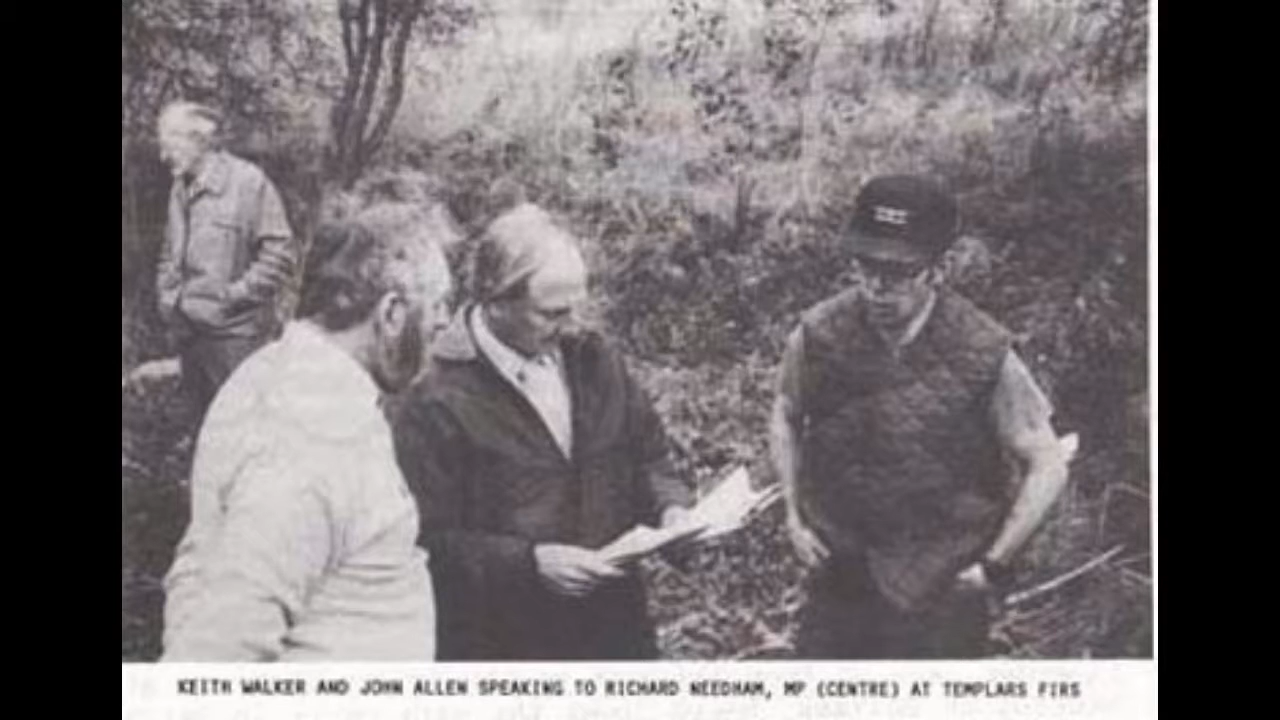 KEITH WALKER AND JOHN ALLEN SPEAKING TO RICHARD NEEDHAM, MP (CENTRE) AT TEMPLARS FIRS